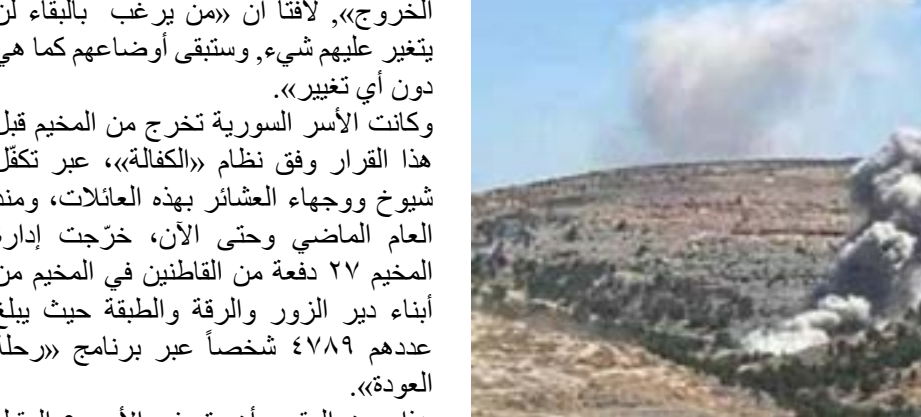 الخروج», لافتاً أن «من يرغب بالبقاء لن
يتغير عليهم شيء, وستبقى أوضاعهم كما هي
دون أي تغيير».
وكانت الأسر السورية تخرج من المخيم قبل
هذا القرار وفق نظام «الكفالة»، عبر تكفّل
شيوخ ووجهاء العشائر بهذه العائلات، ومنذ
العام الماضي وحتى الآن، خرّجت إدارة
المخيم ٢٧ دفعة من القاطنين في المخيم من
أبناء دير الزور والرقة والطبقة حيث يبلغ
عددهم ٤٧٨٩ شخصاً عبر برنامج «رحلة
العودة».